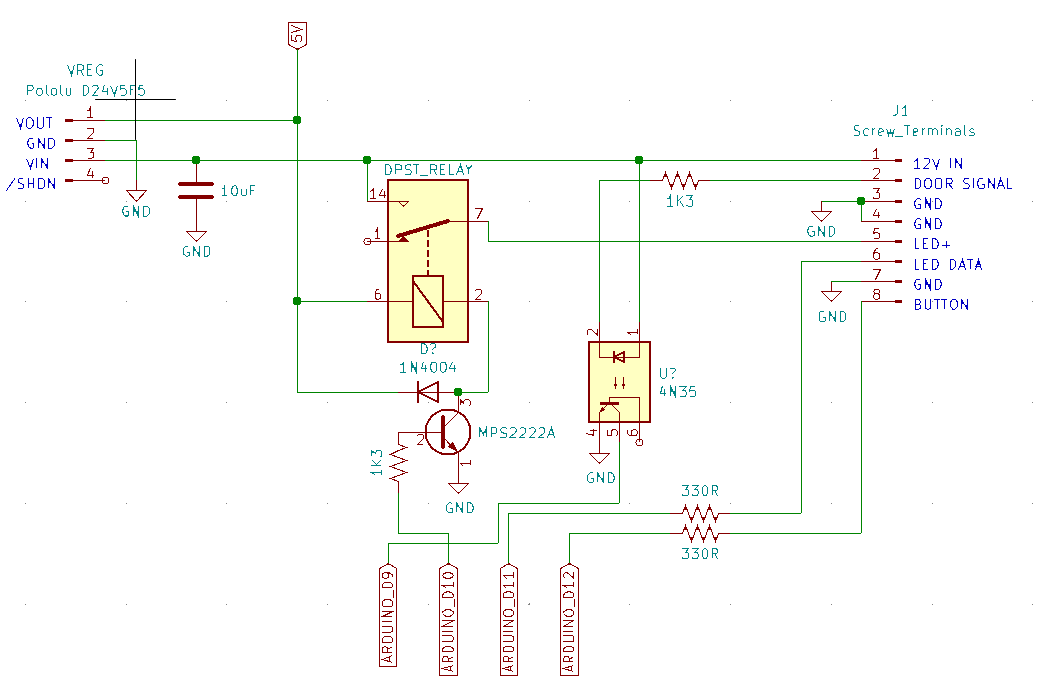 5V
VREG
Pololu D24V5F5
VOUT 1
GND 2
VIN 3
/SHDN 4
GND
10uF
GND
DPST_RELAY
14
7
1
6
2
D?
1N4004
3
MPS2222A
2
1
1K3
GND
J1
Screw_Terminals
1 12V IN
2 DOOR SIGNAL
3 GND
4 GND
5 LED+
6 LED DATA
7 GND
8 BUTTON
1K3
GND
GND
2
1
U?
4N35
4
5
6
GND
330R
330R
ARDUINO_D9
ARDUINO_D10
ARDUINO_D11
ARDUINO_D12